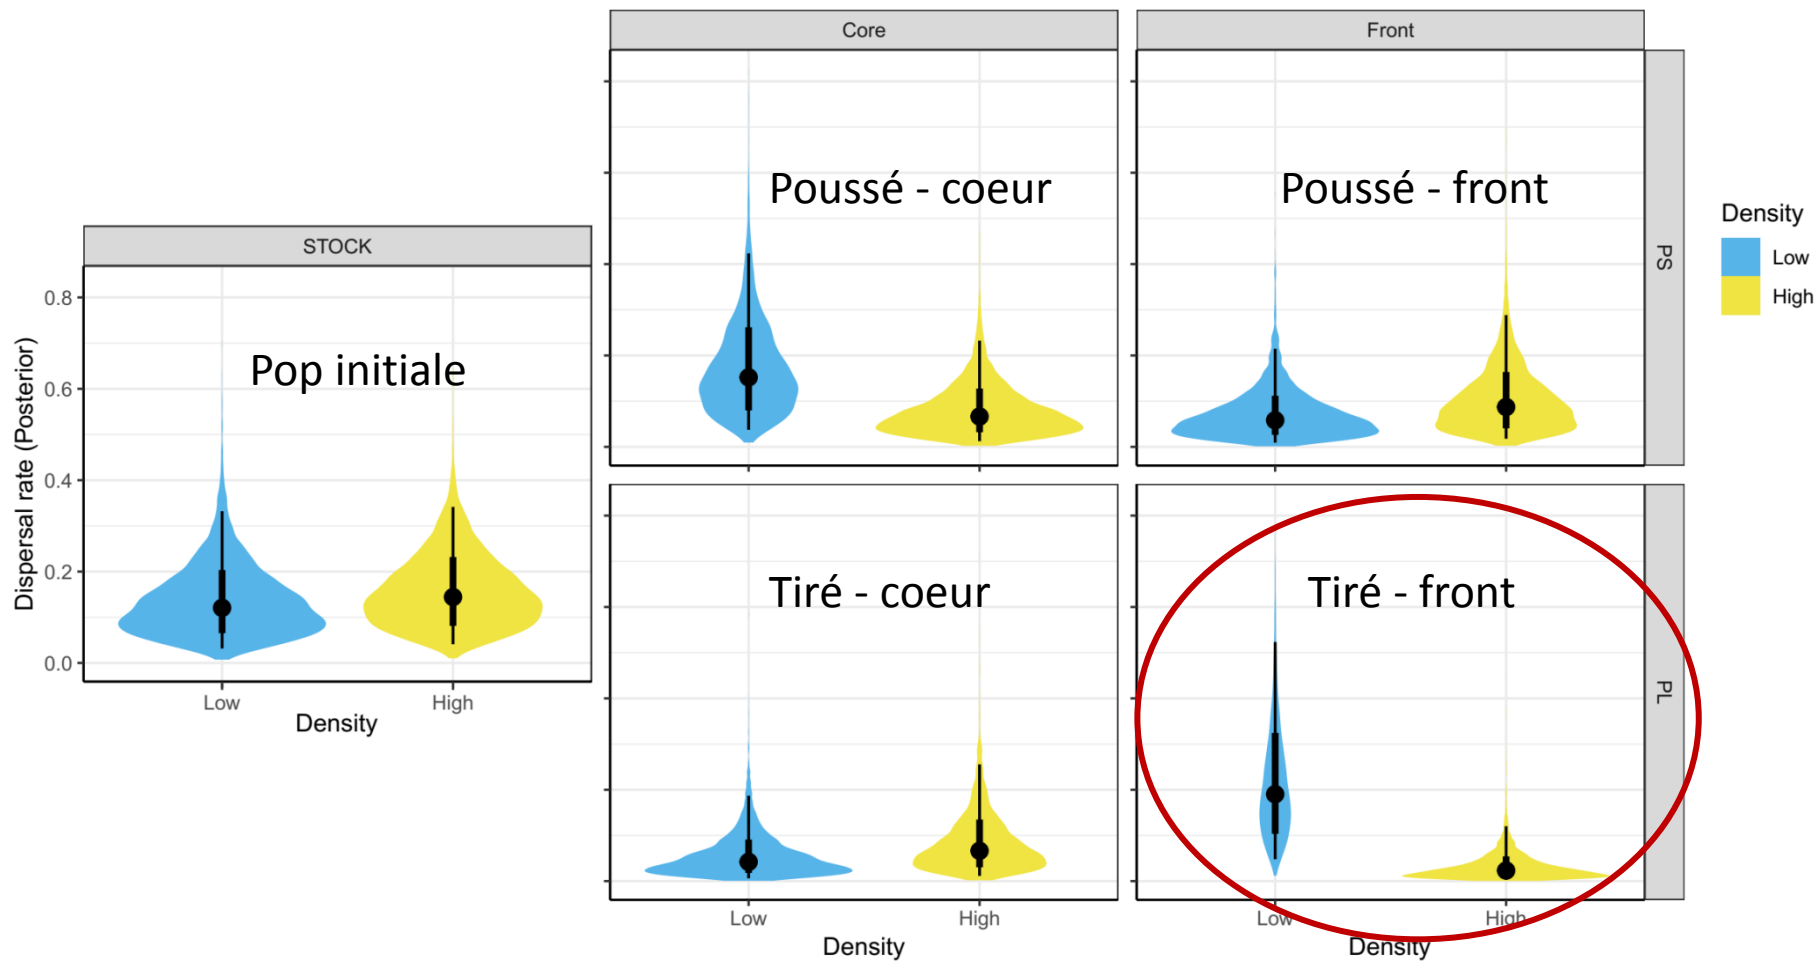 Core
Front
Poussé - coeur
Poussé - front
PS
Density
Low
High
STOCK
Pop initiale
Dispersal rate (Posterior)
0.8
0.6
0.4
0.2
0.0
Low
High
Density
Tiré - coeur
Tiré - front
PL
Low
High
Density
Low
High
Density